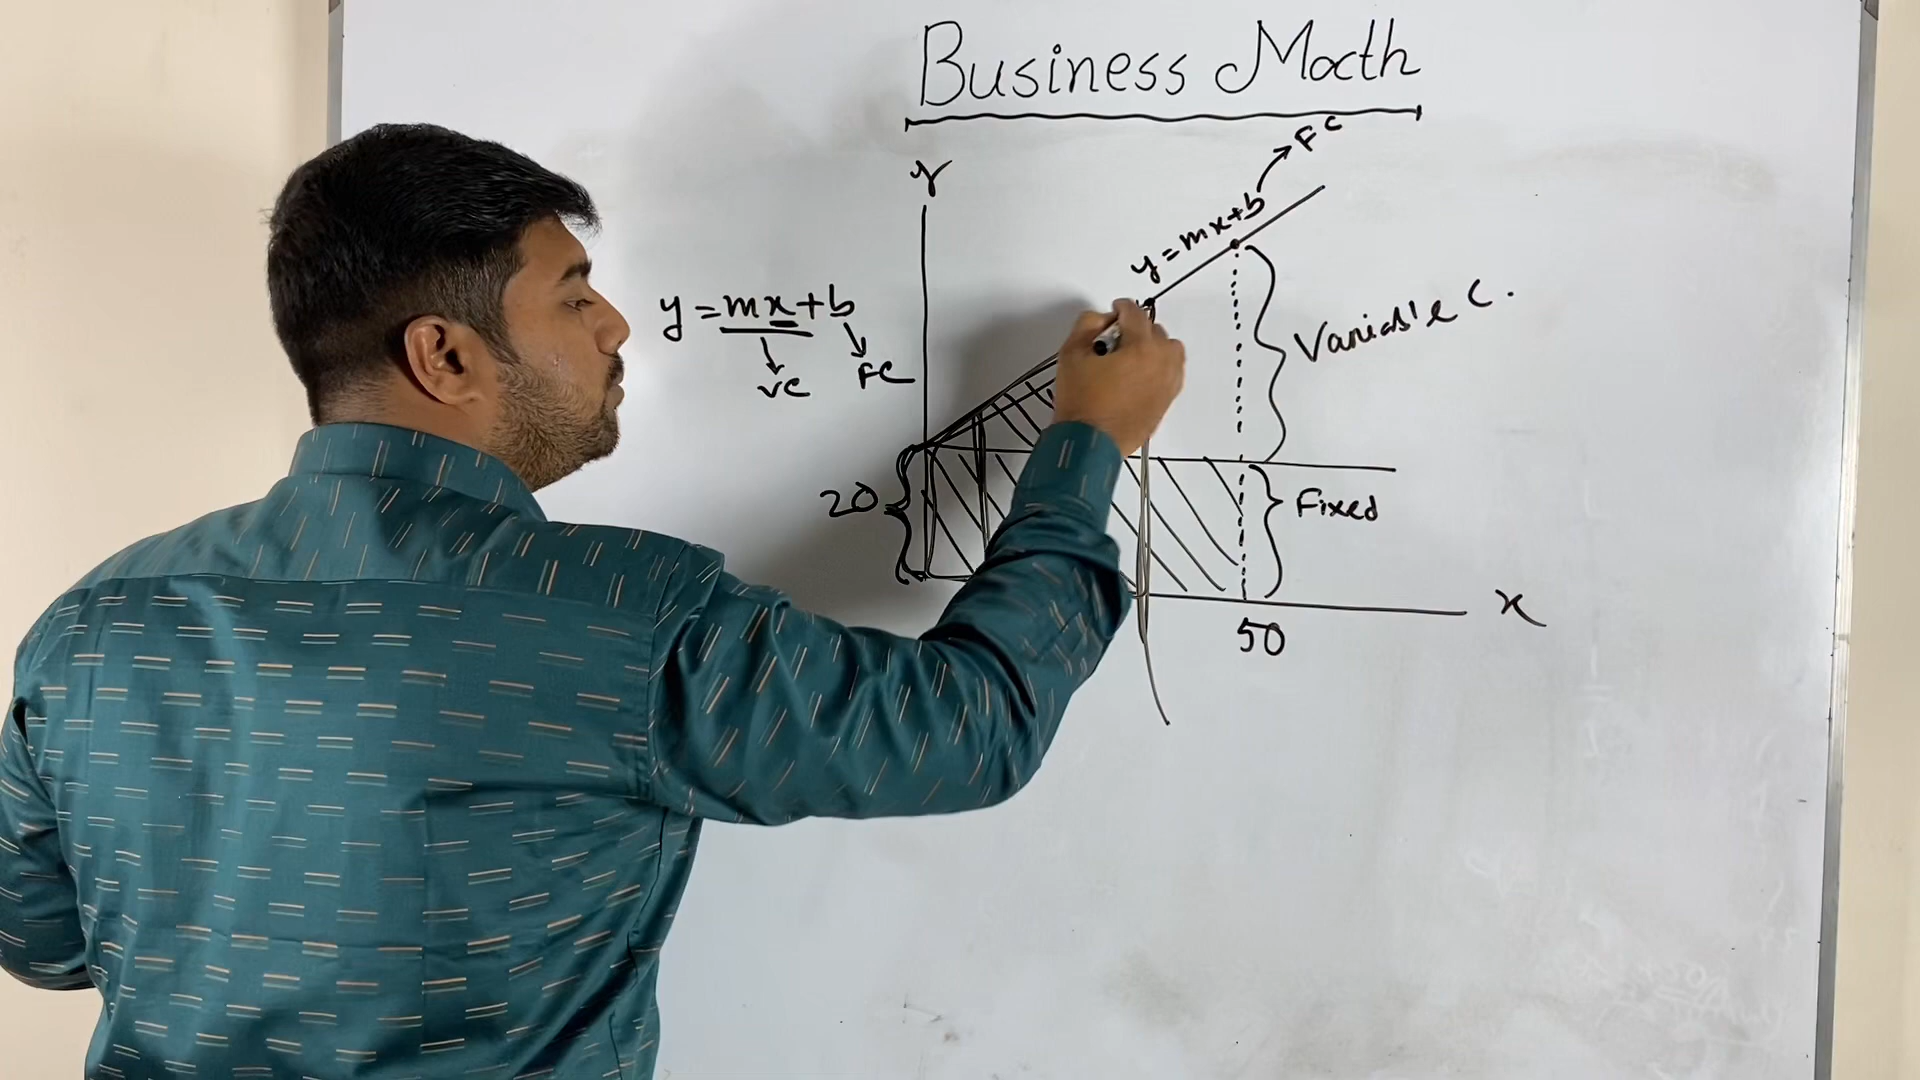 Business Math
FC
y
y=mx+b
y=mx+b
VC
FC
Variable C.
20
Fixed
x
50